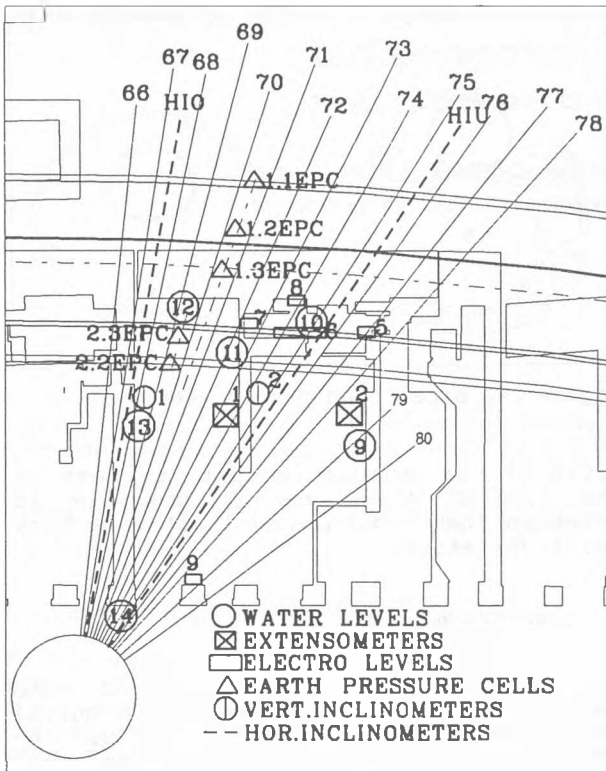 66
67
68
69
70
71
72
73
74
75
76
77
78
HIO
HIU
1.1EPC
1.2EPC
1.3EPC
8
12
7
10
6
5
2.3EPC
11
2.2EPC
1
2
1
2
13
9
79
80
9
14
WATER LEVELS
EXTENSOMETERS
ELECTRO LEVELS
EARTH PRESSURE CELLS
VERT.INCLINOMETERS
HOR.INCLINOMETERS